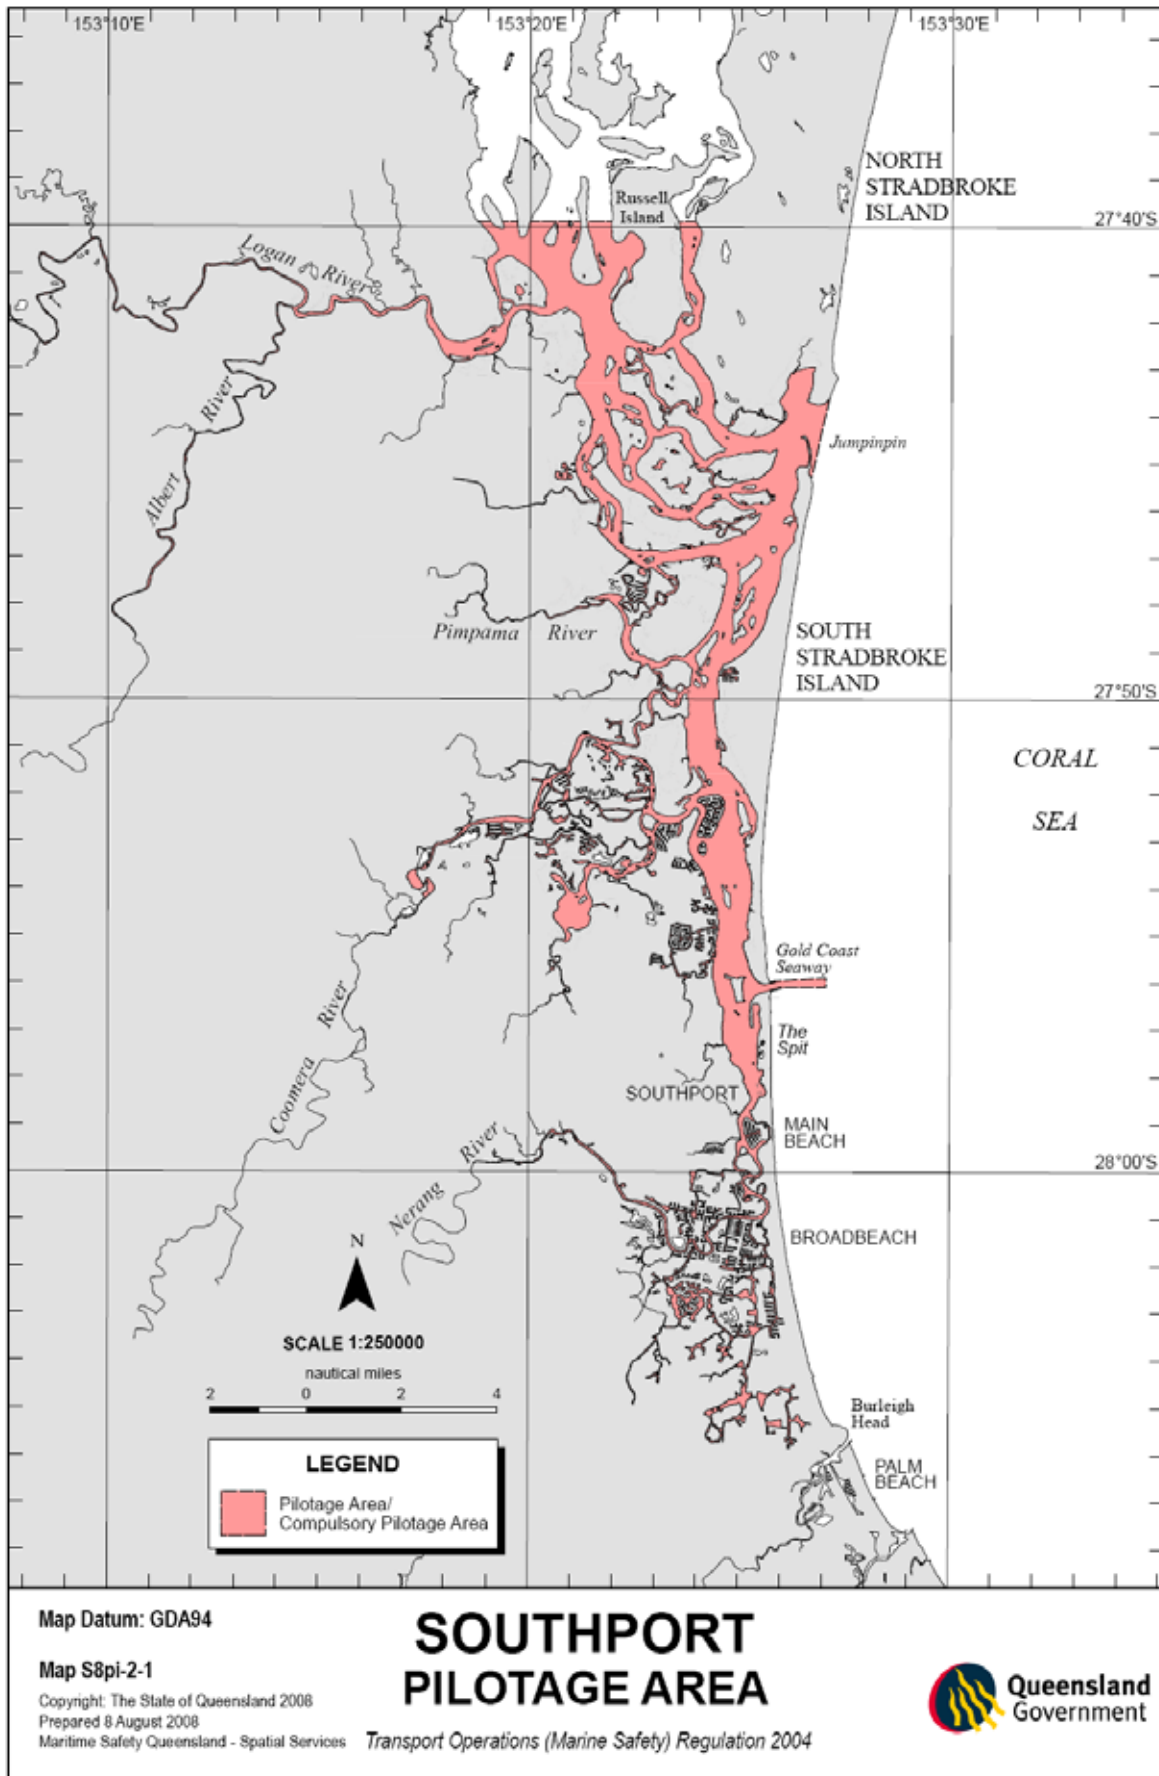 153°10'E
153°20'E
153°30'E
NORTH
STRADBROKE
ISLAND
Russell
Island
27°40'S
Logan River
Albert River
Jumpinpin
Pimpama River
SOUTH
STRADBROKE
ISLAND
27°50'S
CORAL
SEA
Gold Coast
Seaway
The
Spit
Coomera River
SOUTHPORT
MAIN
BEACH
28°00'S
Nerang River
BROADBEACH
N
SCALE 1:250000
nautical miles
2 0 2 4
Burleigh
Head
PALM
BEACH
LEGEND
Pilotage Area/
Compulsory Pilotage Area
Map Datum: GDA94
Map S8pi-2-1
Copyright: The State of Queensland 2008
Prepared 8 August 2008
Maritime Safety Queensland - Spatial Services
SOUTHPORT
PILOTAGE AREA
Transport Operations (Marine Safety) Regulation 2004
Queensland
Government